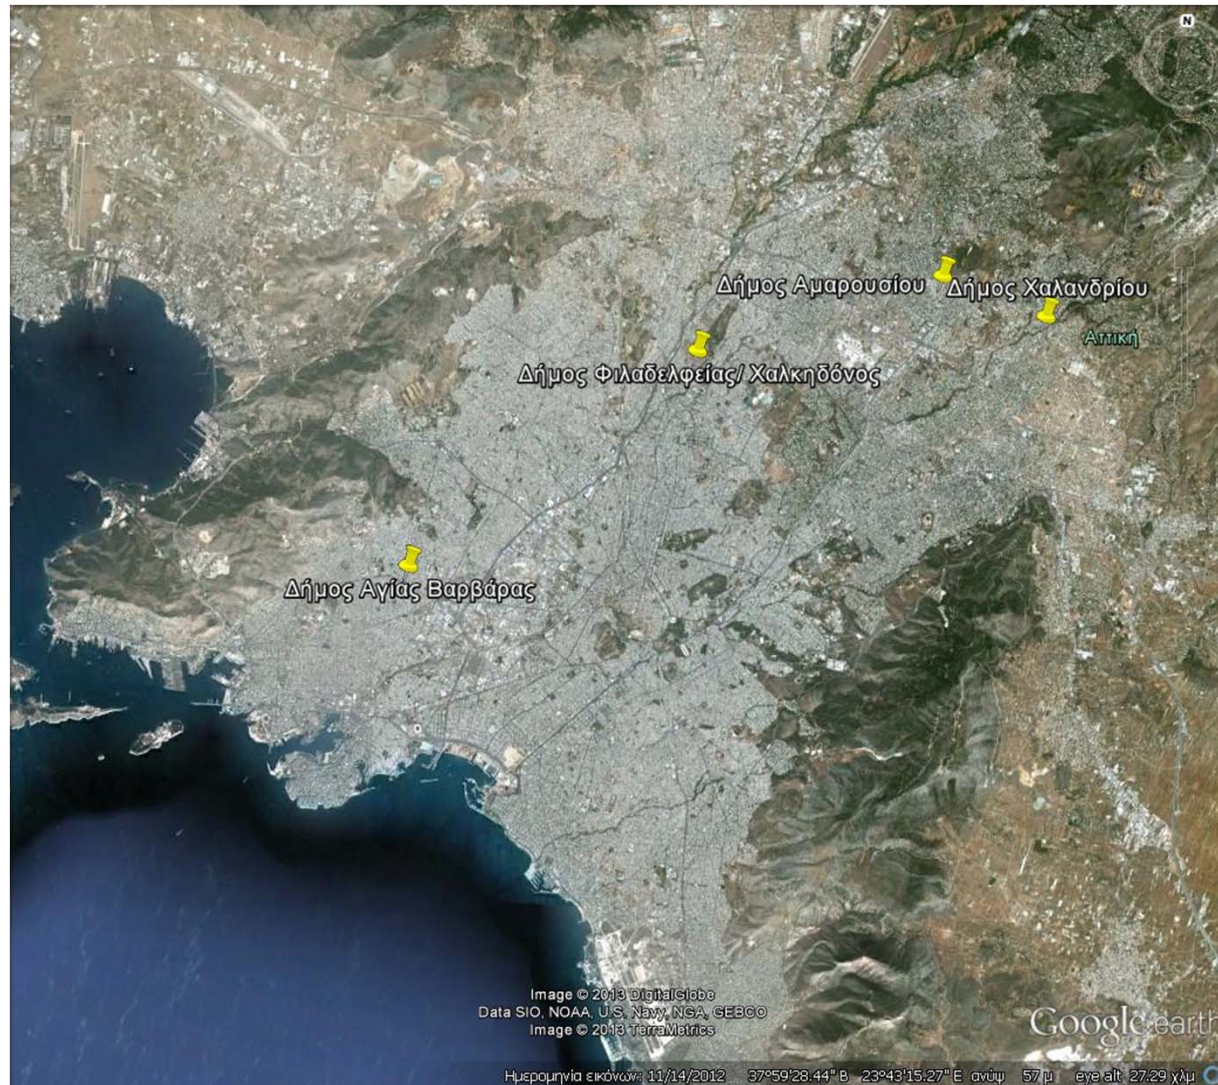 N
Δήμος Αμαρουσίου
Δήμος Χαλανδρίου
Αττική
Δήμος Φιλαδελφείας/ Χαλκηδόνος
Δήμος Αγίας Βαρβάρας
Image © 2013 DigitalGlobe
Data SIO, NOAA, U.S. Navy, NGA, GEBCO
Image © 2013 TerraMetrics
Google earth
Ημερομηνία εικόνων: 11/14/2012 37°59'28.44" Β 23°43'15.27" Ε ανύψ 57 μ eye alt 27.29 χλμ